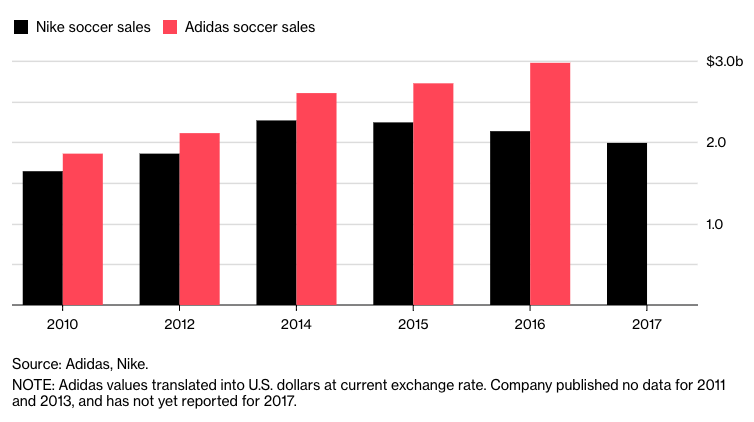 Nike soccer sales Adidas soccer sales
$3.0b
2.0
1.0
2010 2012 2014 2015 2016 2017
Source: Adidas, Nike.
NOTE: Adidas values translated into U.S. dollars at current exchange rate. Company published no data for 2011
and 2013, and has not yet reported for 2017.